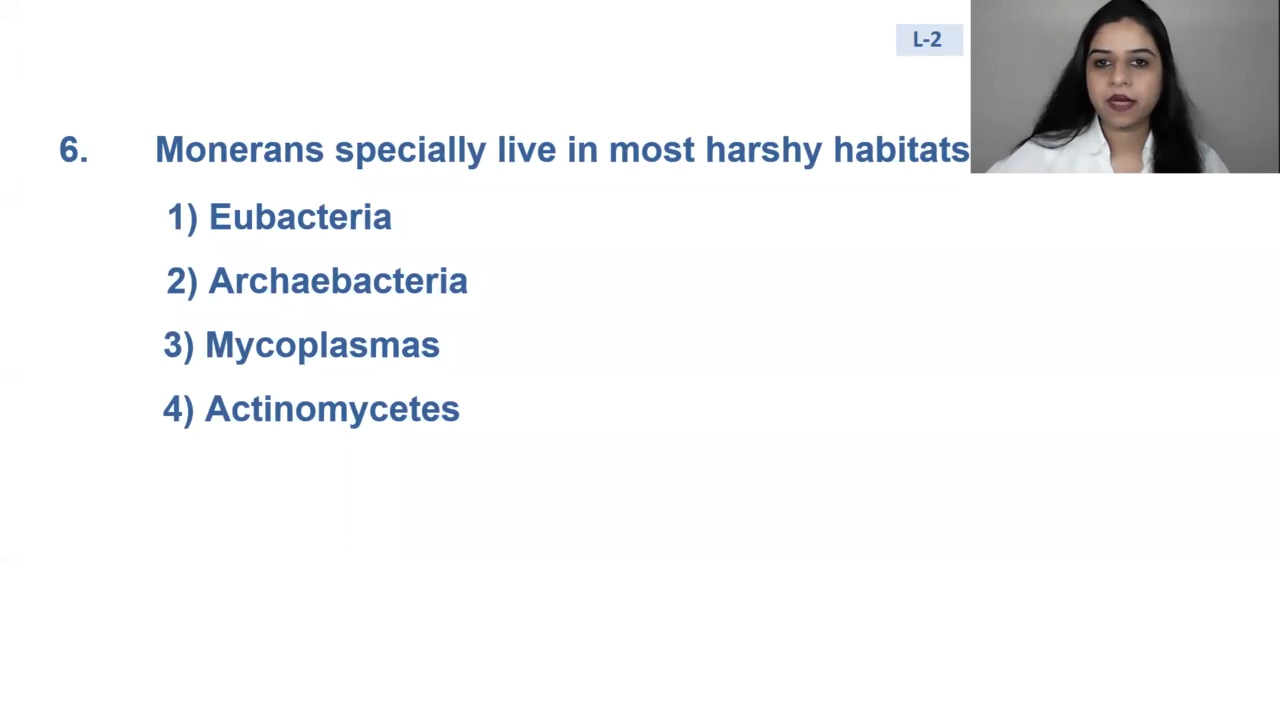 L-2
6. Monerans specially live in most harshy habitats
1) Eubacteria
2) Archaebacteria
3) Mycoplasmas
4) Actinomycetes